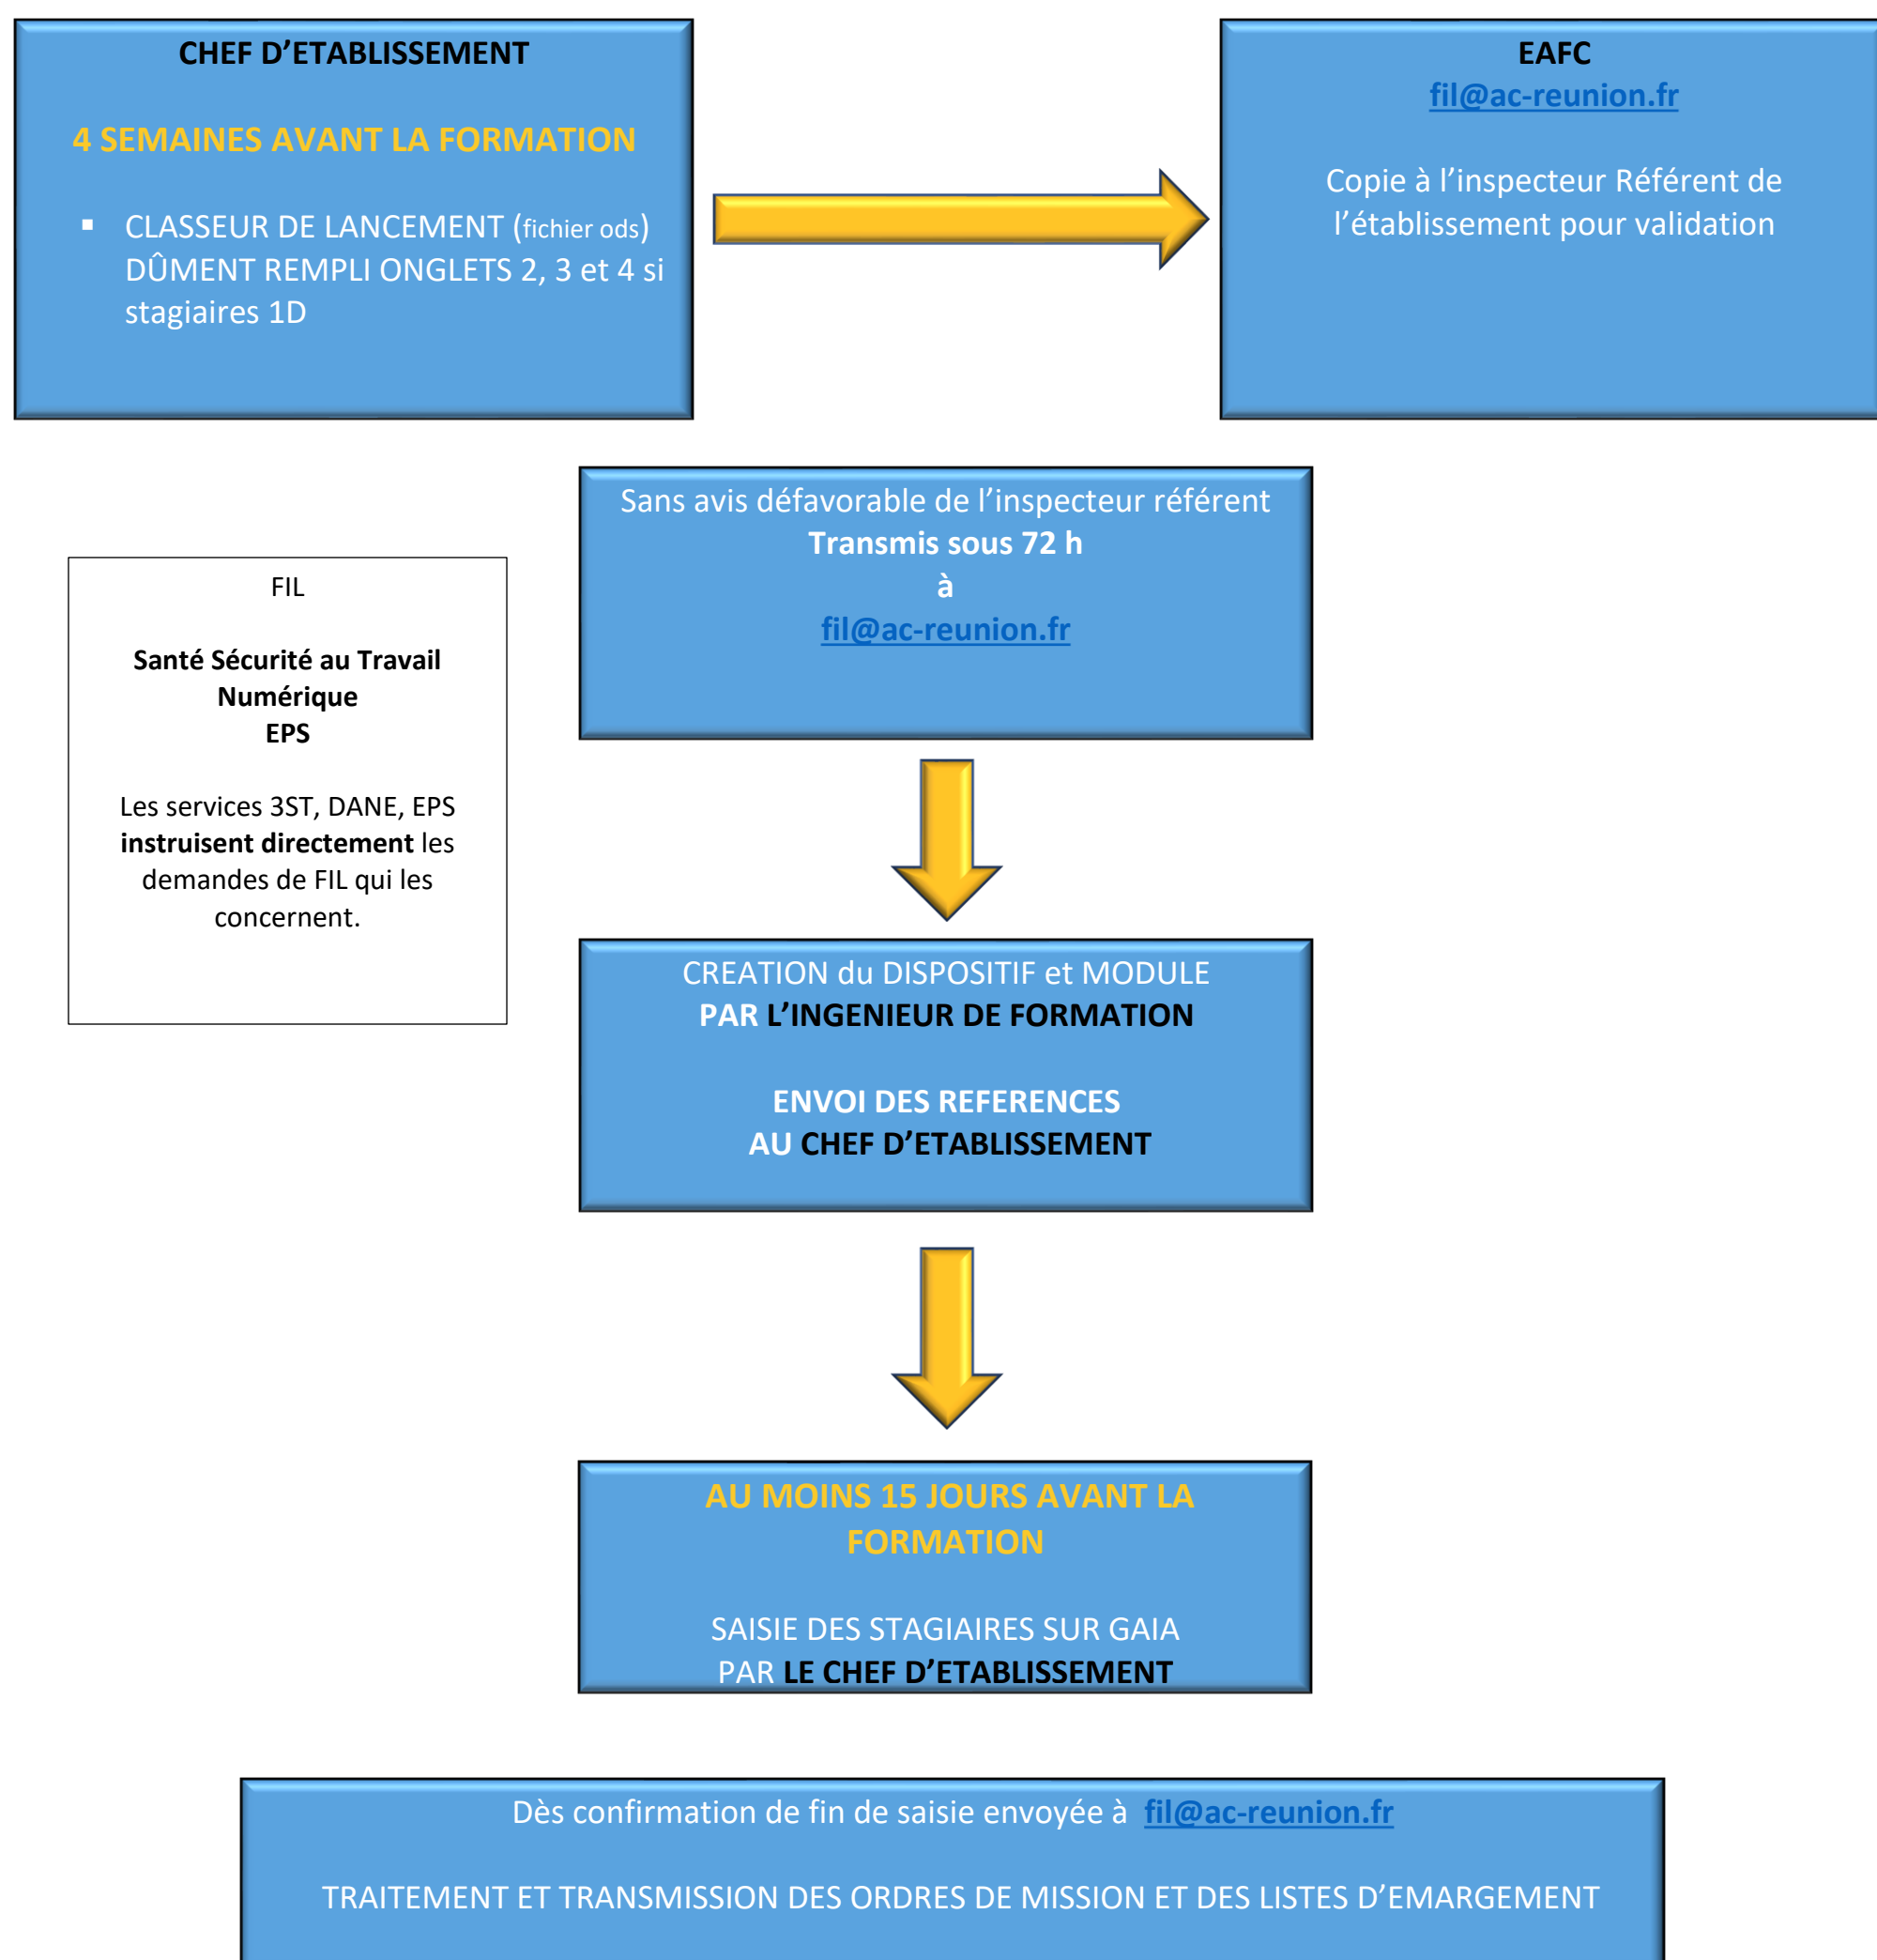 CHEF D’ETABLISSEMENT
4 SEMAINES AVANT LA FORMATION
▪ CLASSEUR DE LANCEMENT (fichier ods)
DÛMENT REMPLI ONGLETS 2, 3 et 4 si
stagiaires 1D
EAFC
fil@ac-reunion.fr
Copie à l’inspecteur Référent de
l’établissement pour validation
Sans avis défavorable de l’inspecteur référent
Transmis sous 72 h
à
fil@ac-reunion.fr
FIL
Santé Sécurité au Travail
Numérique
EPS
Les services 3ST, DANE, EPS
instruisent directement les
demandes de FIL qui les
concernent.
CREATION du DISPOSITIF et MODULE
PAR L’INGENIEUR DE FORMATION
ENVOI DES REFERENCES
AU CHEF D’ETABLISSEMENT
AU MOINS 15 JOURS AVANT LA
FORMATION
SAISIE DES STAGIAIRES SUR GAIA
PAR LE CHEF D’ETABLISSEMENT
Dès confirmation de fin de saisie envoyée à fil@ac-reunion.fr
TRAITEMENT ET TRANSMISSION DES ORDRES DE MISSION ET DES LISTES D’EMARGEMENT